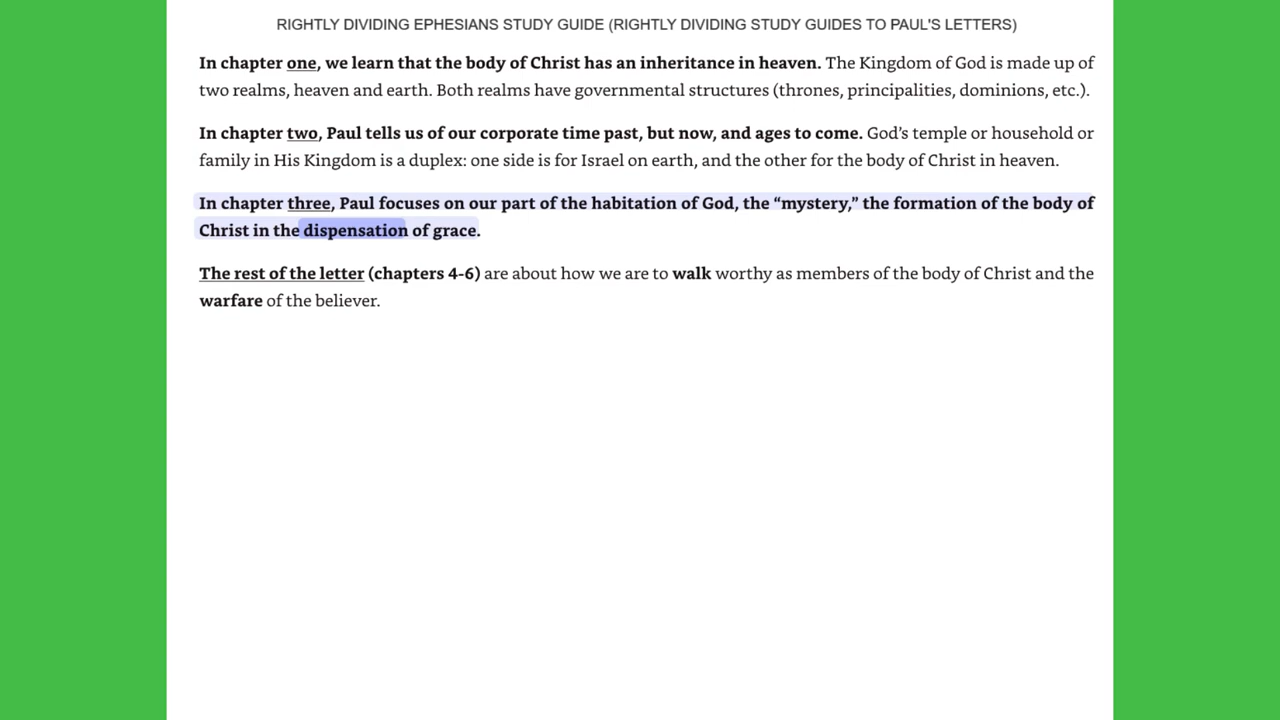 RIGHTLY DIVIDING EPHESIANS STUDY GUIDE (RIGHTLY DIVIDING STUDY GUIDES TO PAUL'S LETTERS)
In chapter one, we learn that the body of Christ has an inheritance in heaven. The Kingdom of God is made up of
two realms, heaven and earth. Both realms have governmental structures (thrones, principalities, dominions, etc.).
In chapter two, Paul tells us of our corporate time past, but now, and ages to come. God’s temple or household or
family in His Kingdom is a duplex: one side is for Israel on earth, and the other for the body of Christ in heaven.
In chapter three, Paul focuses on our part of the habitation of God, the “mystery,” the formation of the body of
Christ in the dispensation of grace.
The rest of the letter (chapters 4-6) are about how we are to walk worthy as members of the body of Christ and the
warfare of the believer.